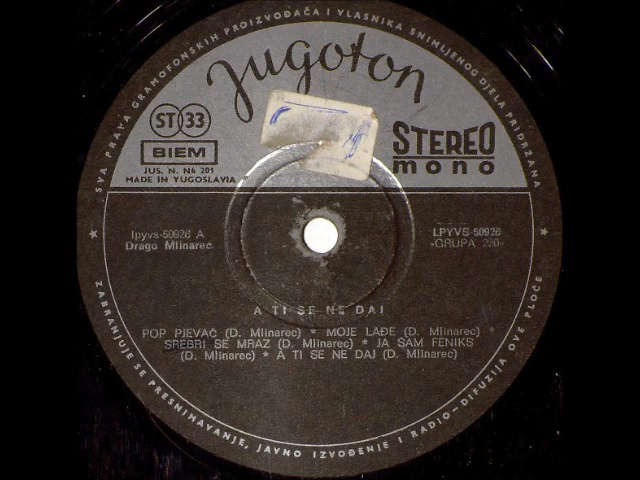 SVA PRAVA GRAMOFONSKIH PROIZVOĐAČA I VLASNIKA SNIMLJENOG DJELA PRIDRŽANA
Jugoton
ST 33
STEREO
mono
BIEM
JUS. N. N4 201
MADE IN YUGOSLAVIA
lpyvs-50926 A
LPYVS-50926
Drago Mlinarec
«GRUPA 220»
A TI SE NE DAJ
POP PJEVAČ (D. Mlinarec) * MOJE LAĐE (D. Mlinarec) *
SREBRI SE MRAZ (D. Mlinarec) * JA SAM FENIKS
(D. Mlinarec) * A TI SE NE DAJ (D. Mlinarec)
ZABRANJUJE SE PRESNIMAVANJE, JAVNO IZVOĐENJE I RADIO-DIFUZIJA OVE PLOČE